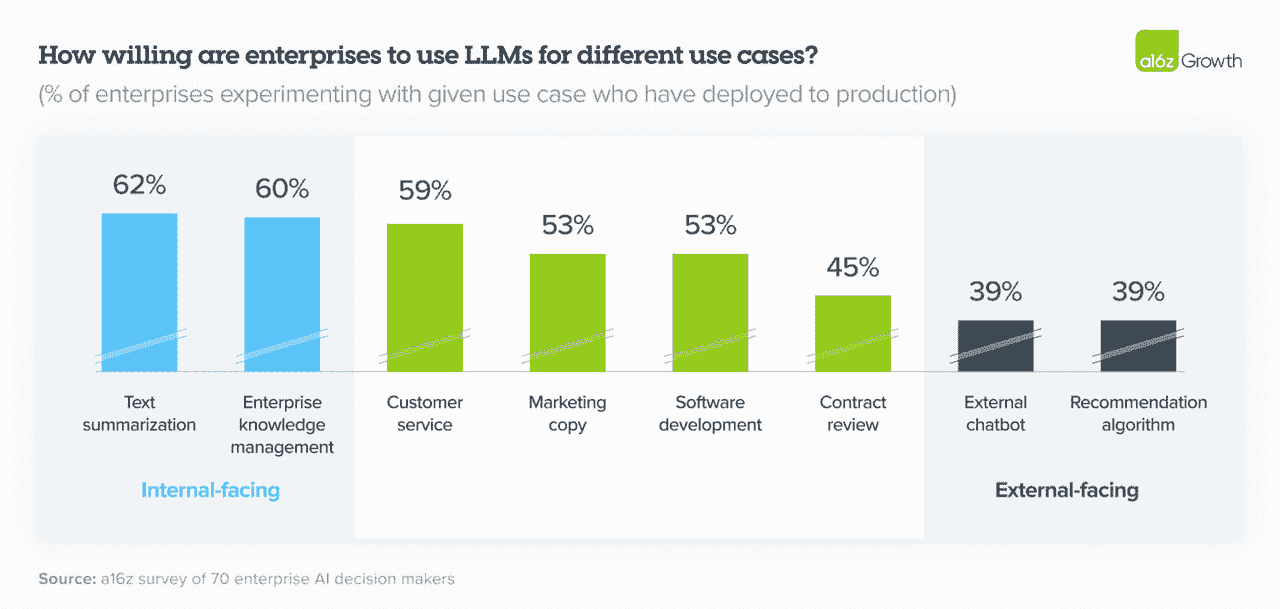 How willing are enterprises to use LLMs for different use cases?
(% of enterprises experimenting with given use case who have deployed to production)
a16z Growth
62%
60%
59%
53%
53%
45%
39%
39%
Text
summarization
Enterprise
knowledge
management
Customer
service
Marketing
copy
Software
development
Contract
review
External
chatbot
Recommendation
algorithm
Internal-facing
External-facing
Source: a16z survey of 70 enterprise AI decision makers